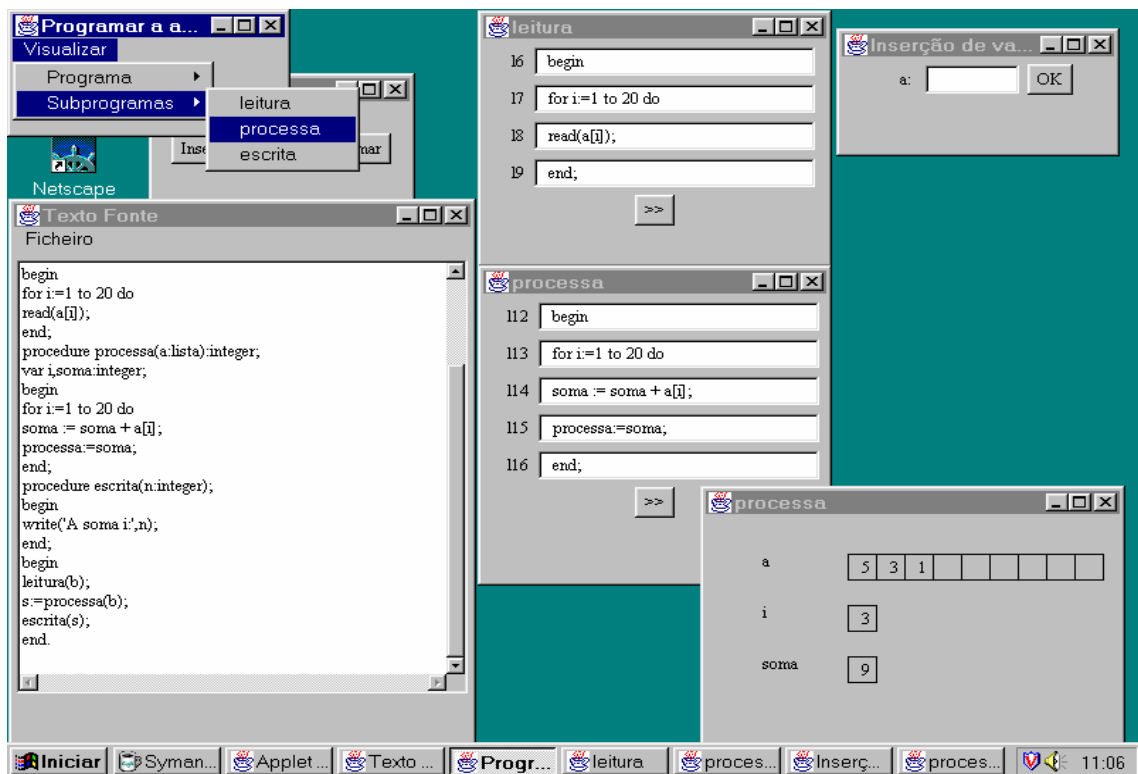 Programar a a...
Visualizar
Programa
Subprogramas
leitura
processa
escrita
Netscape
Texto Fonte
Ficheiro
begin
for i:=1 to 20 do
read(a[i]);
end;
procedure processa(a:lista):integer;
var i,soma:integer;
begin
for i:=1 to 20 do
soma := soma + a[i];
processa:=soma;
end;
procedure escrita(n:integer);
begin
write('A soma i:',n);
end;
begin
leitura(b);
s:=processa(b);
escrita(s);
end.
leitura
l6 begin
l7 for i:=1 to 20 do
l8 read(a[i]);
l9 end;
>>
processa
l12 begin
l13 for i:=1 to 20 do
l14 soma := soma + a[i];
l15 processa:=soma;
l16 end;
>>
Inserção de va...
a: OK
processa
a 5 3 1
i 3
soma 9
Iniciar Syman... Applet ... Texto ... Progr... leitura proces... Inserç... proces... 11:06